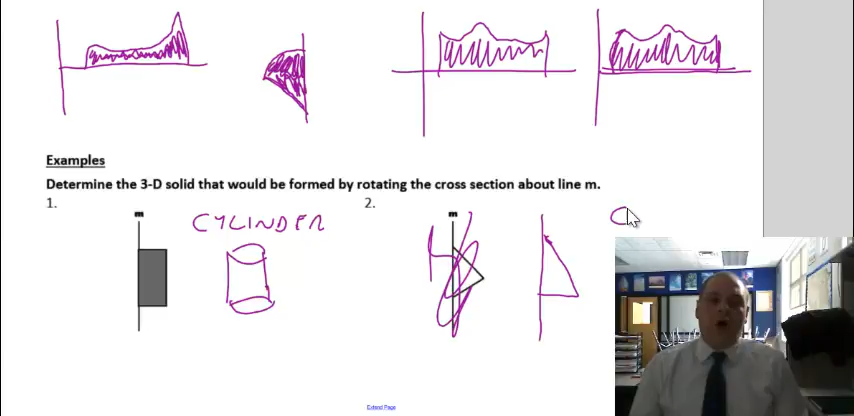 Examples
Determine the 3-D solid that would be formed by rotating the cross section about line m.
1.
2.
m
CYLINDER
m
C
Extend Page